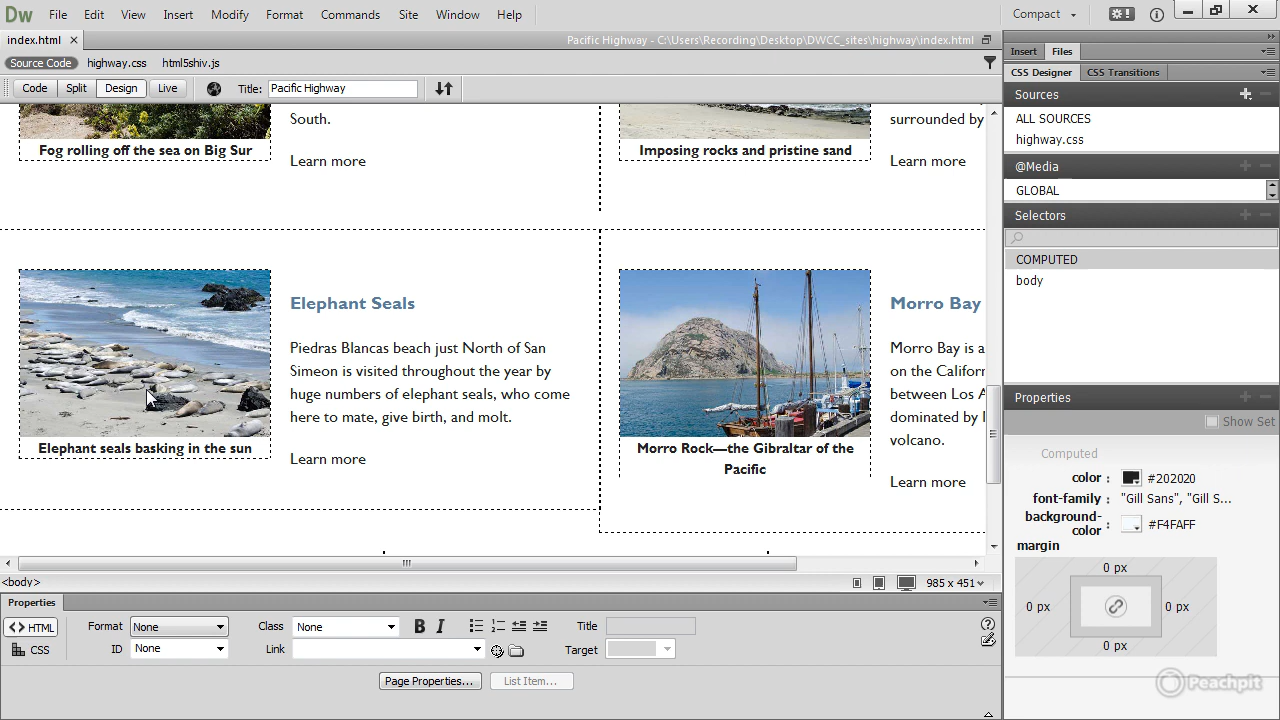 Dw File Edit View Insert Modify Format Commands Site Window Help Compact
index.html Pacific Highway - C:\Users\Recording\Desktop\DWCC_sites\highway\index.html
Source Code highway.css html5shiv.js
Code Split Design Live Title: Pacific Highway
South.
Fog rolling off the sea on Big Sur
Learn more
surrounded by
Imposing rocks and pristine sand
Learn more
Elephant Seals
Piedras Blancas beach just North of San
Simeon is visited throughout the year by
huge numbers of elephant seals, who come
here to mate, give birth, and molt.
Elephant seals basking in the sun
Learn more
Morro Bay
Morro Bay is a
on the Califor
between Los A
dominated by
volcano.
Morro Rock—the Gibraltar of the
Pacific
Learn more
<body> 985 x 451
Properties
HTML Format None Class None B I Title
CSS ID None Link Target
Page Properties... List Item...
Insert Files
CSS Designer CSS Transitions
Sources
ALL SOURCES
highway.css
@Media
GLOBAL
Selectors
COMPUTED
body
Properties
Show Set
Computed
color : #202020
font-family : "Gill Sans", "Gill S...
background-
color : #F4FAFF
margin
0 px
0 px 0 px
0 px
Peachpit